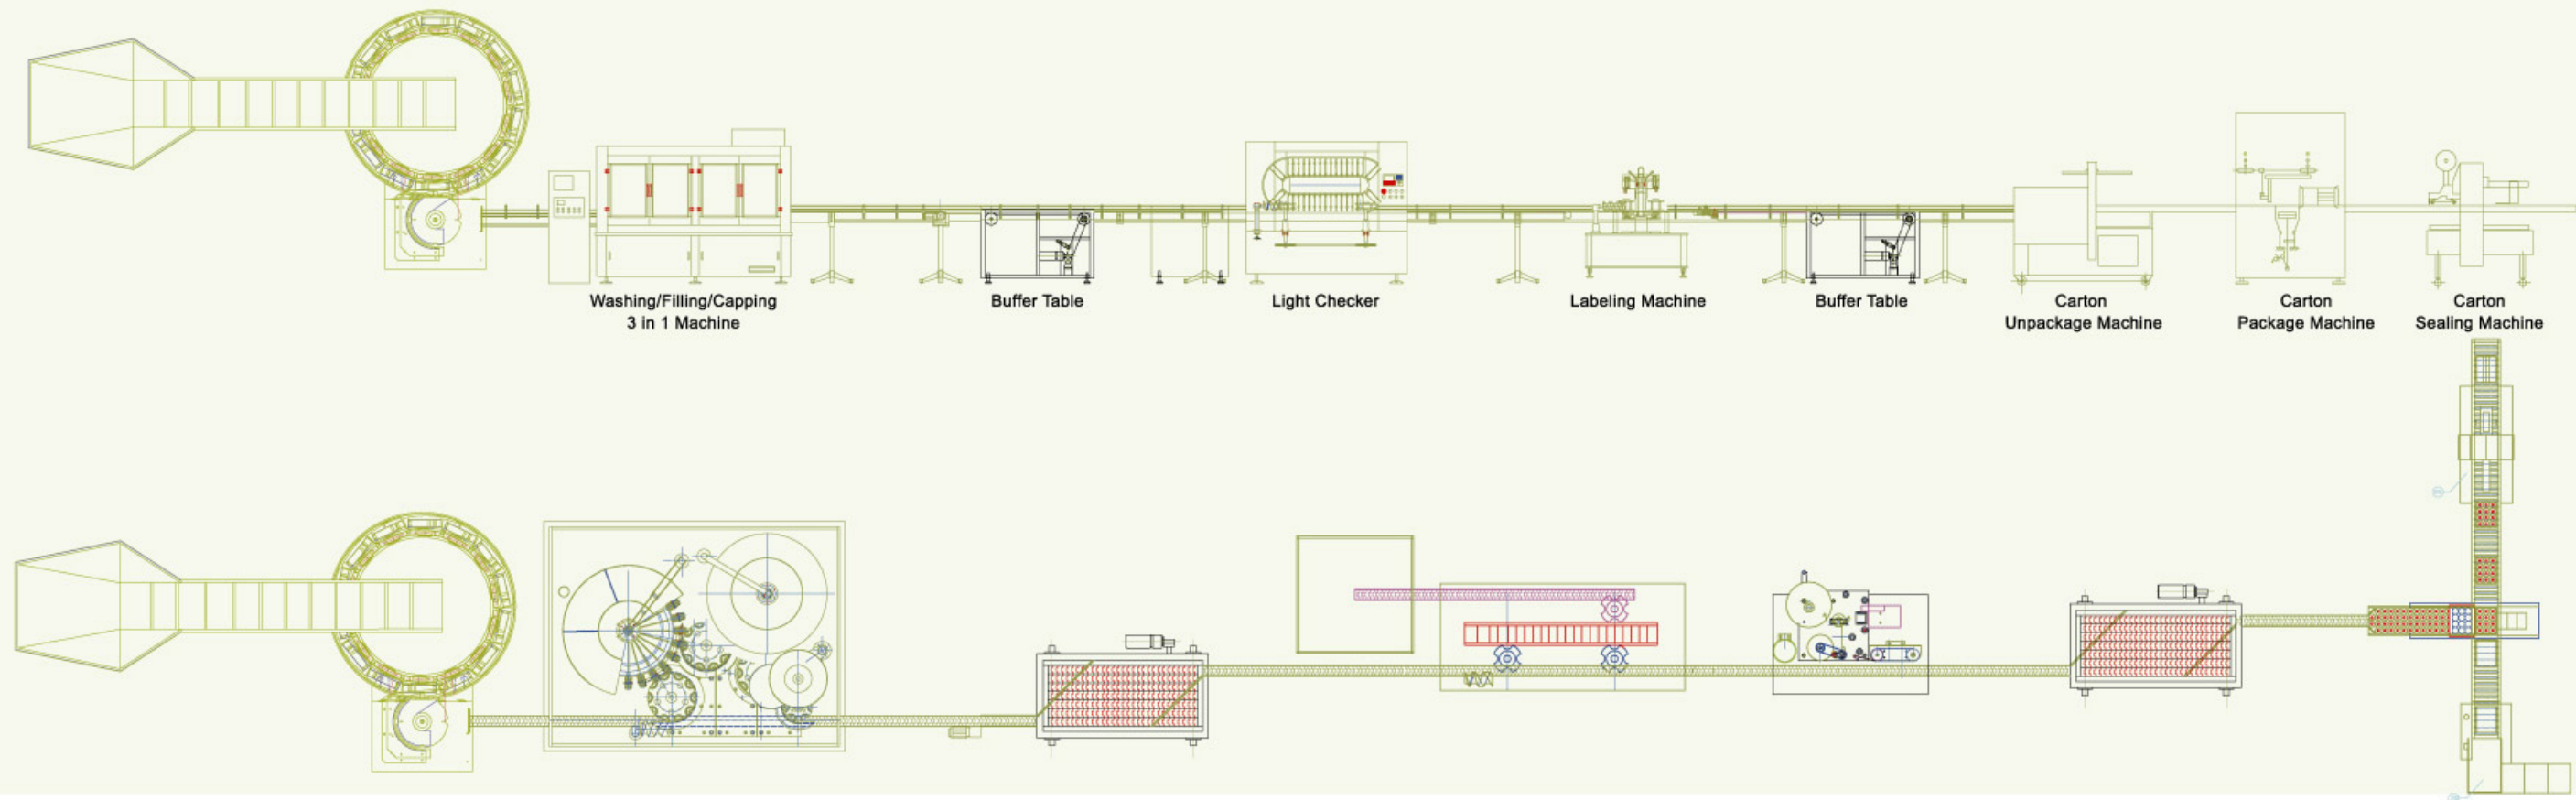 Washing/Filling/Capping
3 in 1 Machine
Buffer Table
Light Checker
Labeling Machine
Buffer Table
Carton
Unpackage Machine
Carton
Package Machine
Carton
Sealing Machine